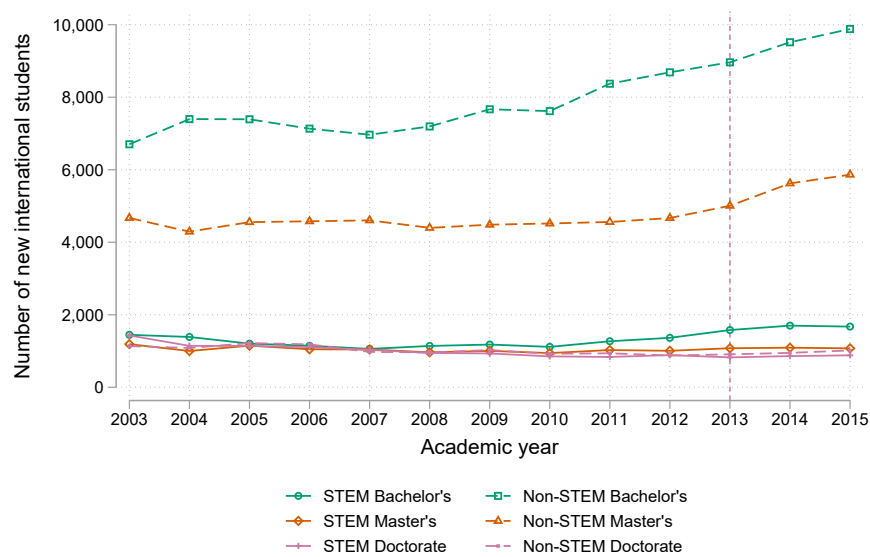 Number of new international students
10,000
8,000
6,000
4,000
2,000
0
2003 2004 2005 2006 2007 2008 2009 2010 2011 2012 2013 2014 2015
Academic year
STEM Bachelor's Non-STEM Bachelor's
STEM Master's Non-STEM Master's
STEM Doctorate Non-STEM Doctorate